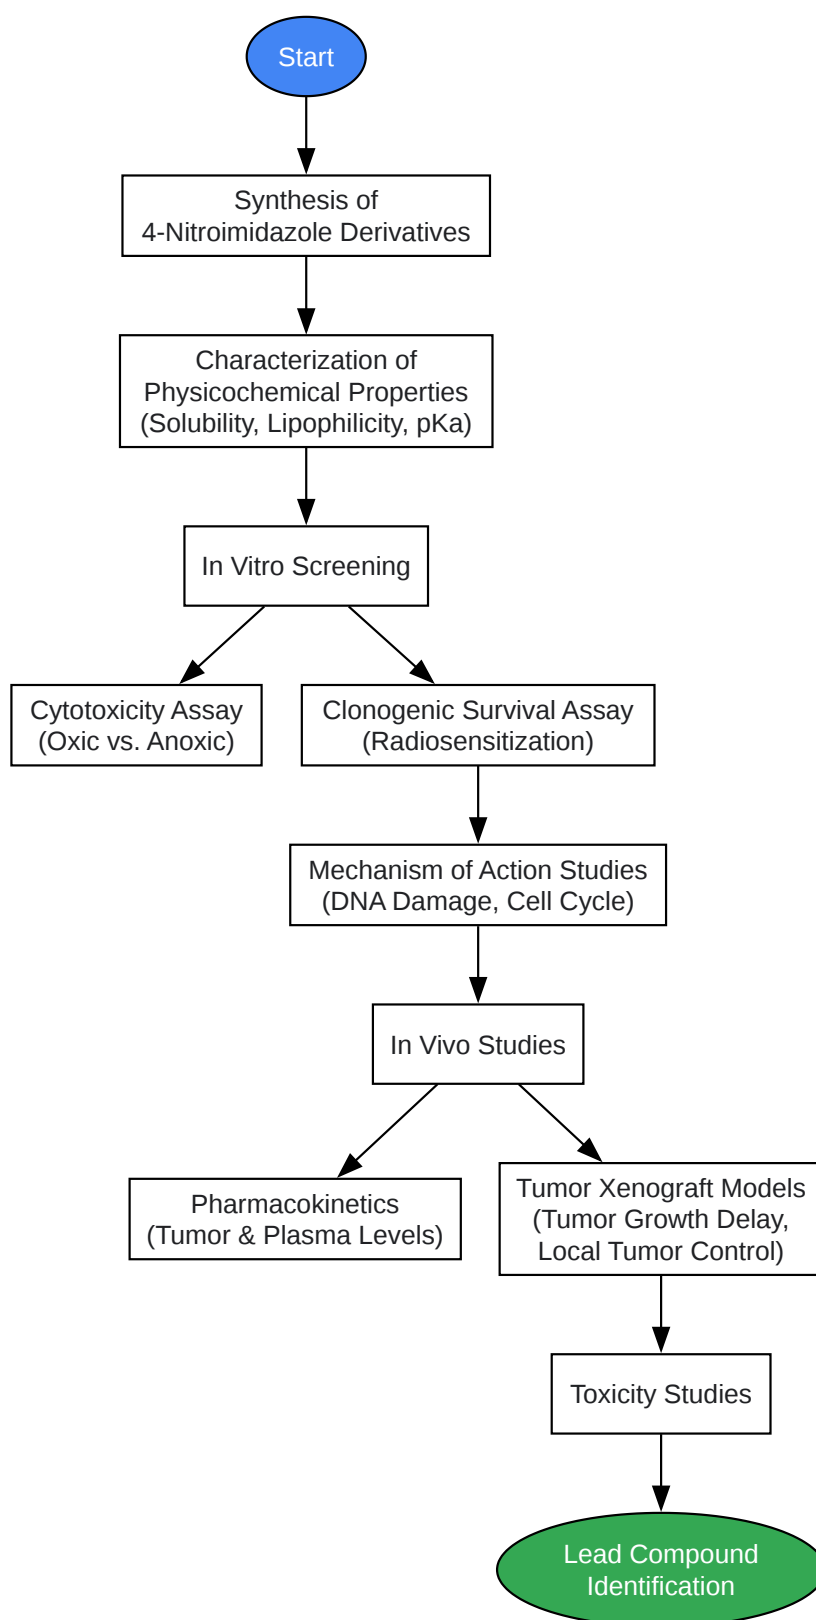 Start
Synthesis of
4-Nitroimidazole Derivatives
Characterization of
Physicochemical Properties
(Solubility, Lipophilicity, pKa)
In Vitro Screening
Cytotoxicity Assay
(Oxic vs. Anoxic)
Clonogenic Survival Assay
(Radiosensitization)
Mechanism of Action Studies
(DNA Damage, Cell Cycle)
In Vivo Studies
Pharmacokinetics
(Tumor & Plasma Levels)
Tumor Xenograft Models
(Tumor Growth Delay,
Local Tumor Control)
Toxicity Studies
Lead Compound
Identification